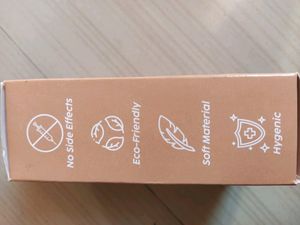 No Side Effects
Eco-Friendly
Soft Material
Hygenic